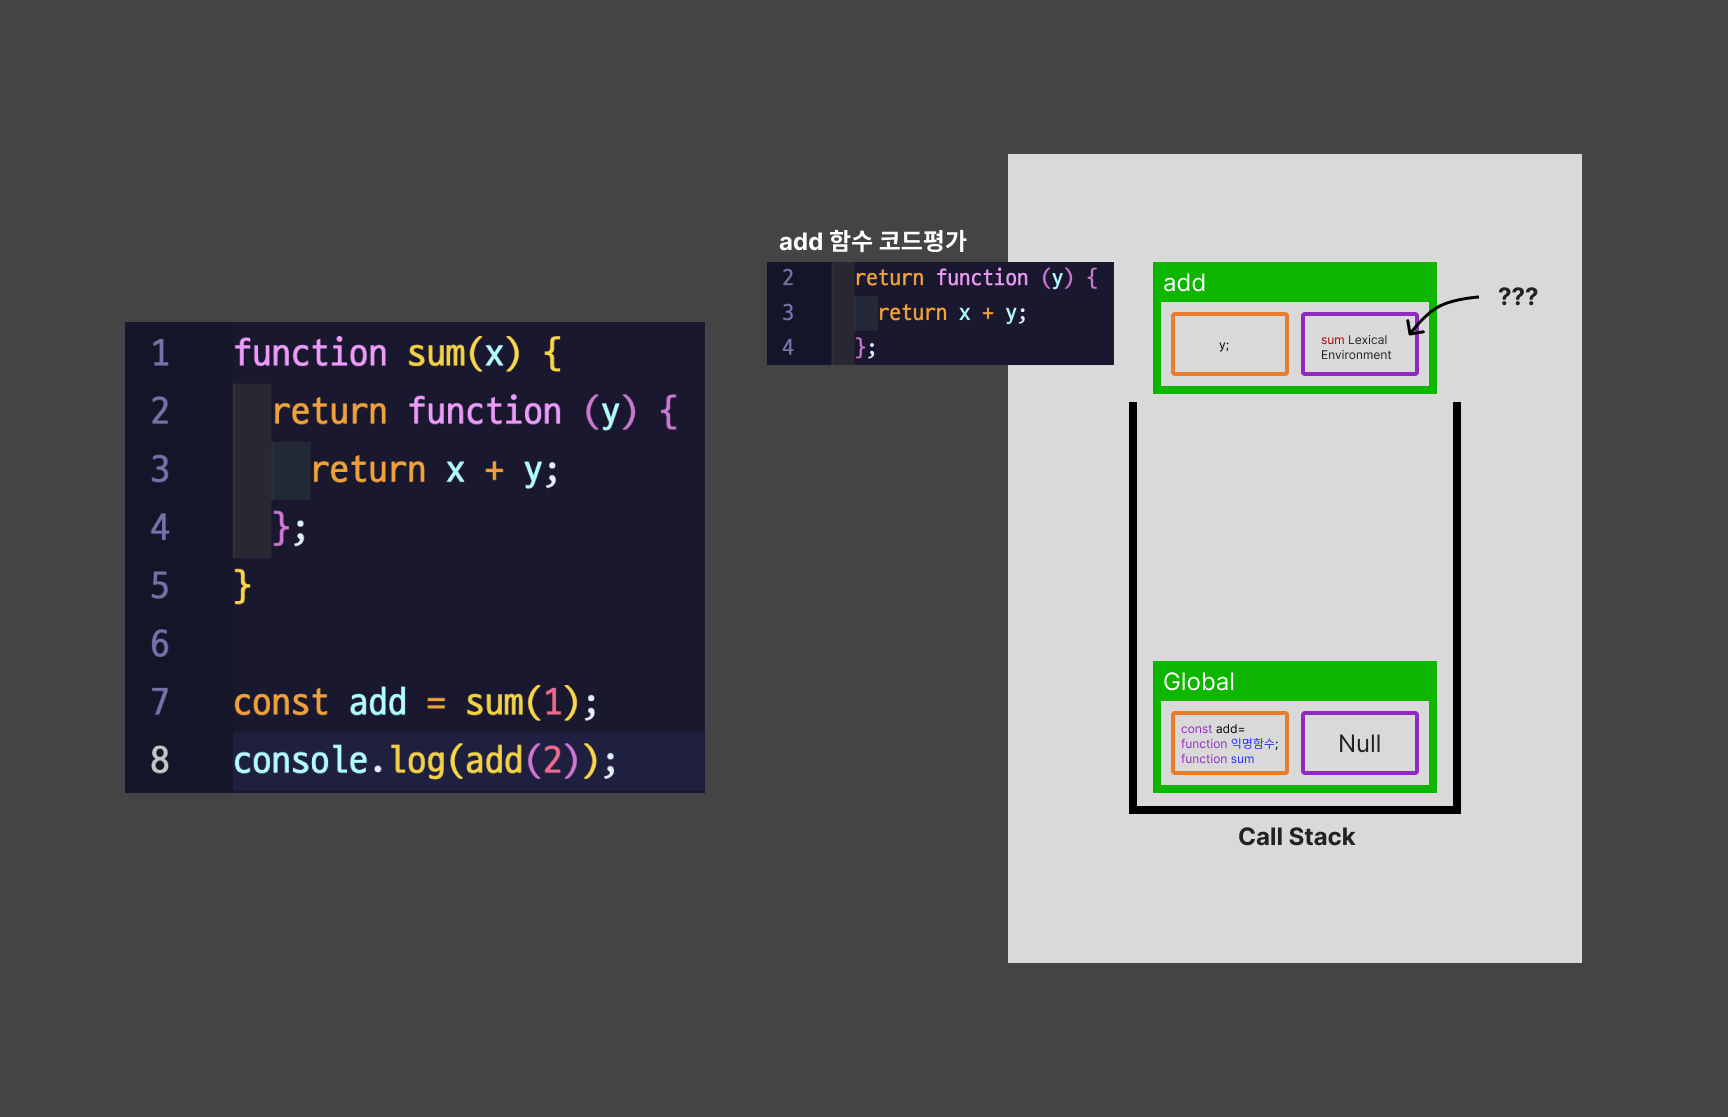 1 function sum(x) {
2 return function (y) {
3 return x + y;
4 };
5 }
6
7 const add = sum(1);
8 console.log(add(2));
add 함수 코드평가
2 return function (y) {
3 return x + y;
4 };
add
y;
sum Lexical
Environment
???
Global
const add=
function 익명함수;
function sum
Null
Call Stack